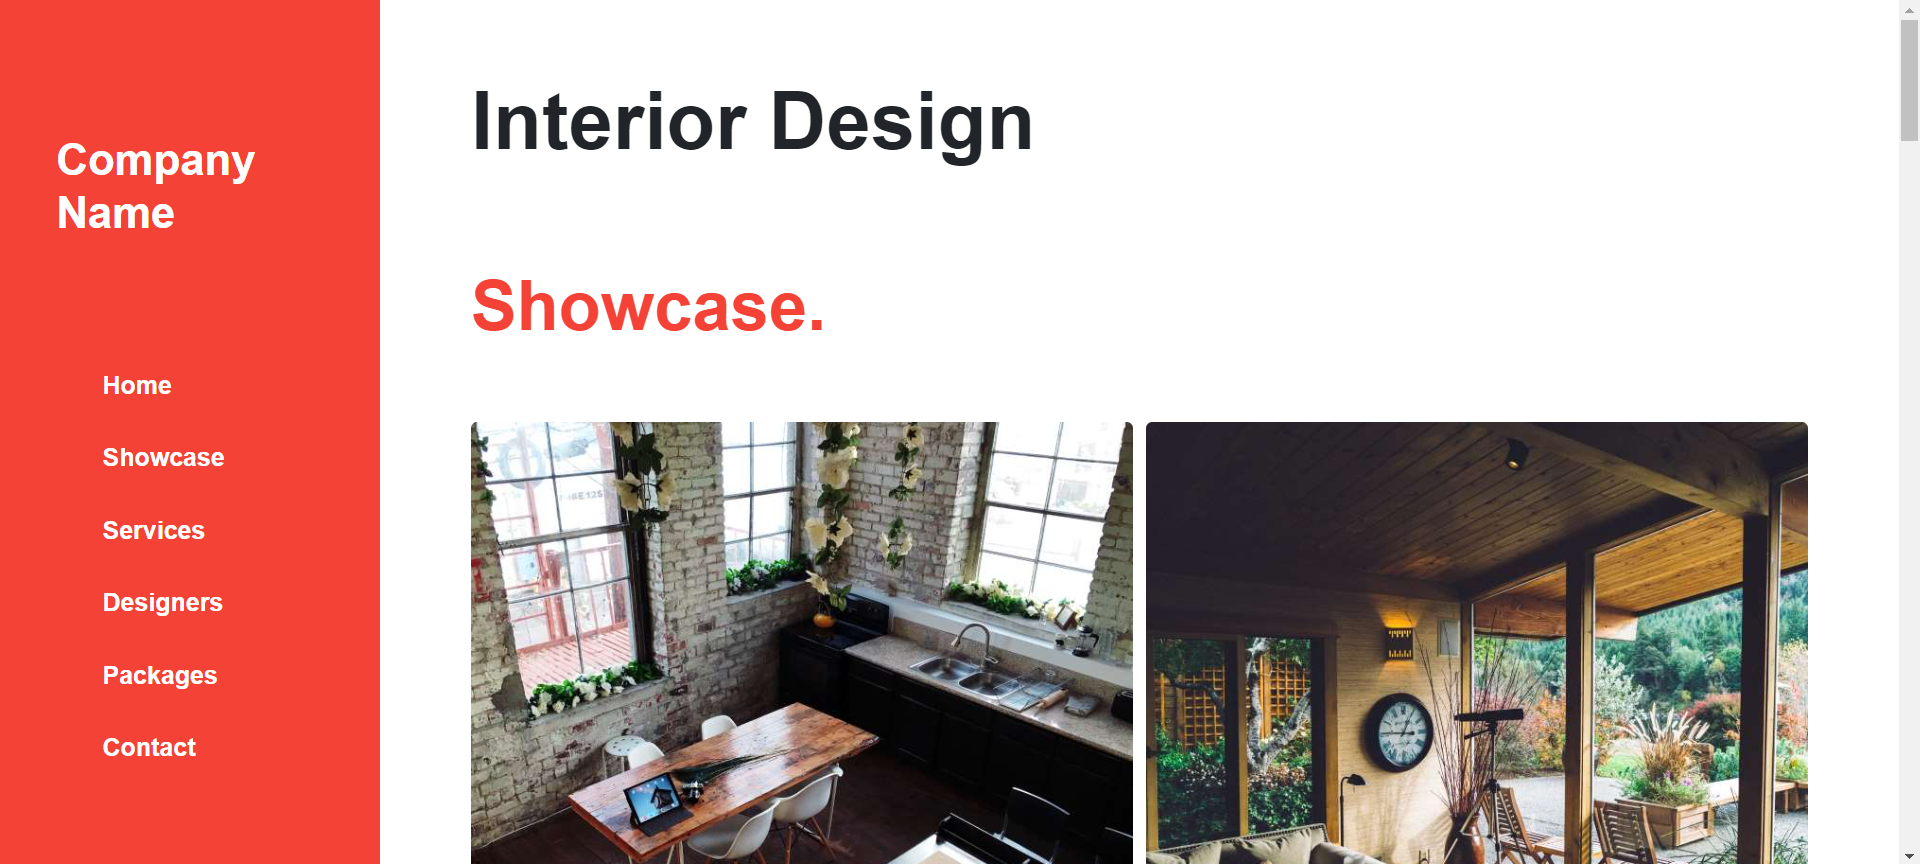 Company
Name
Home
Showcase
Services
Designers
Packages
Contact
Interior Design
Showcase.